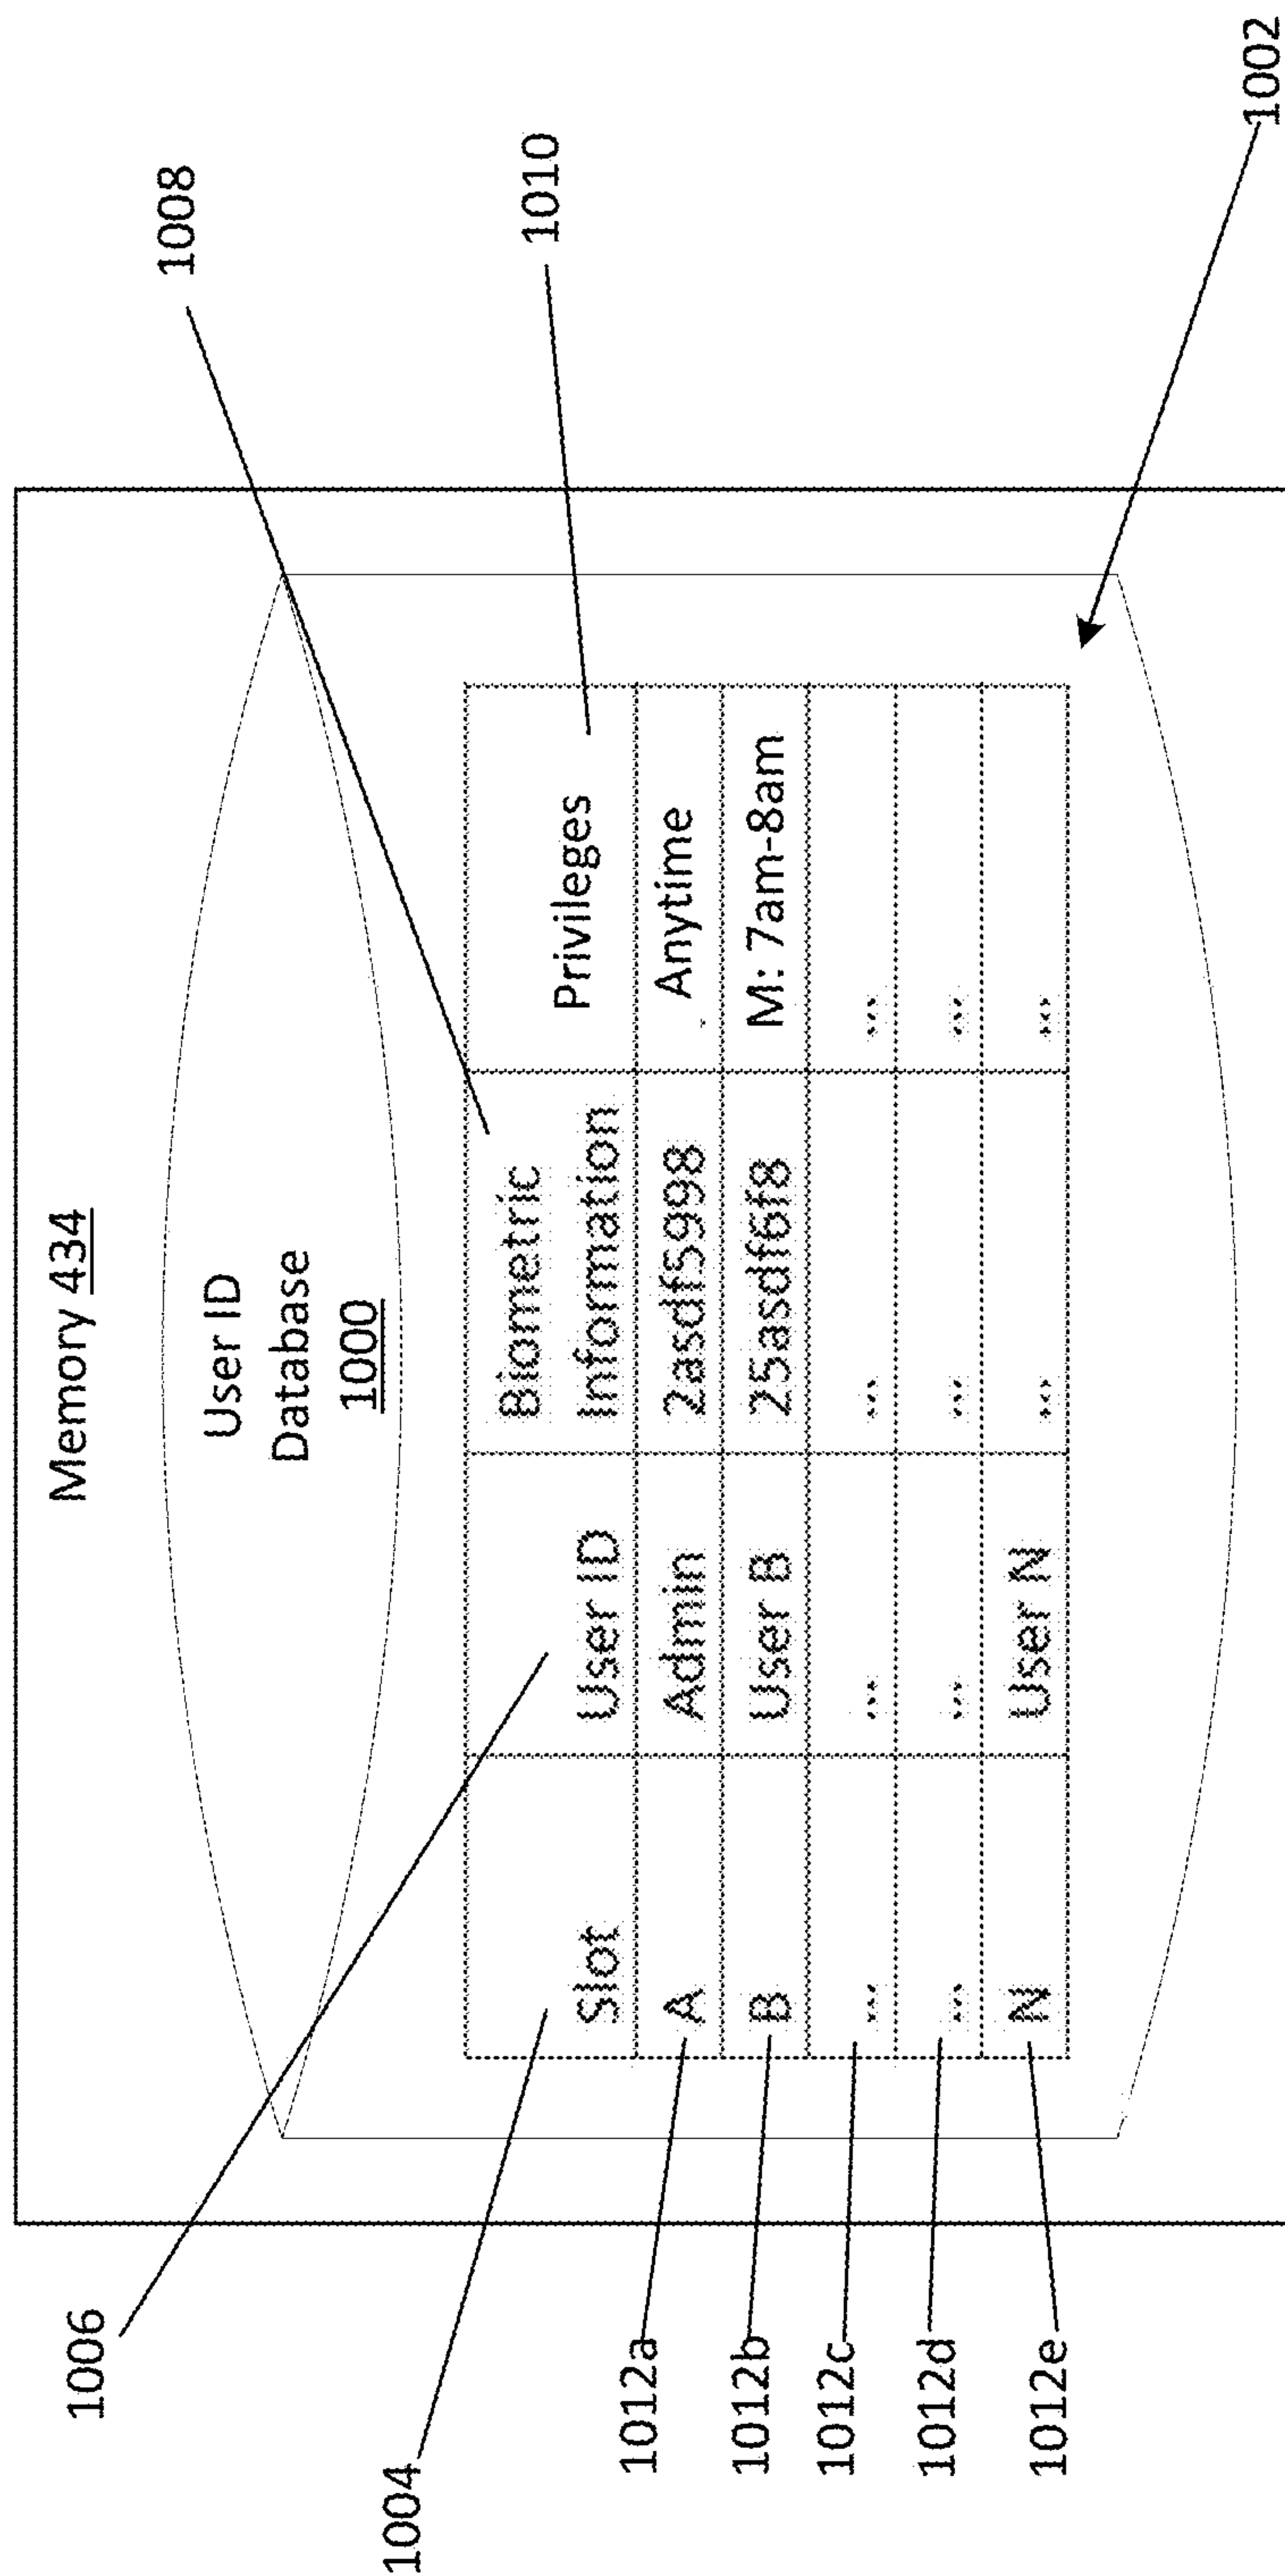 Memory 434
User ID
Database
1000
1004
1006
1008
1010
Slot
User ID
Biometric
Information
Privileges
1012a
A
Admin
2asdf5998
Anytime
1012b
B
User B
25asdf6f8
M: 7am-8am
1012c
...
...
...
...
1012d
...
...
...
...
1012e
N
User N
...
...
1002